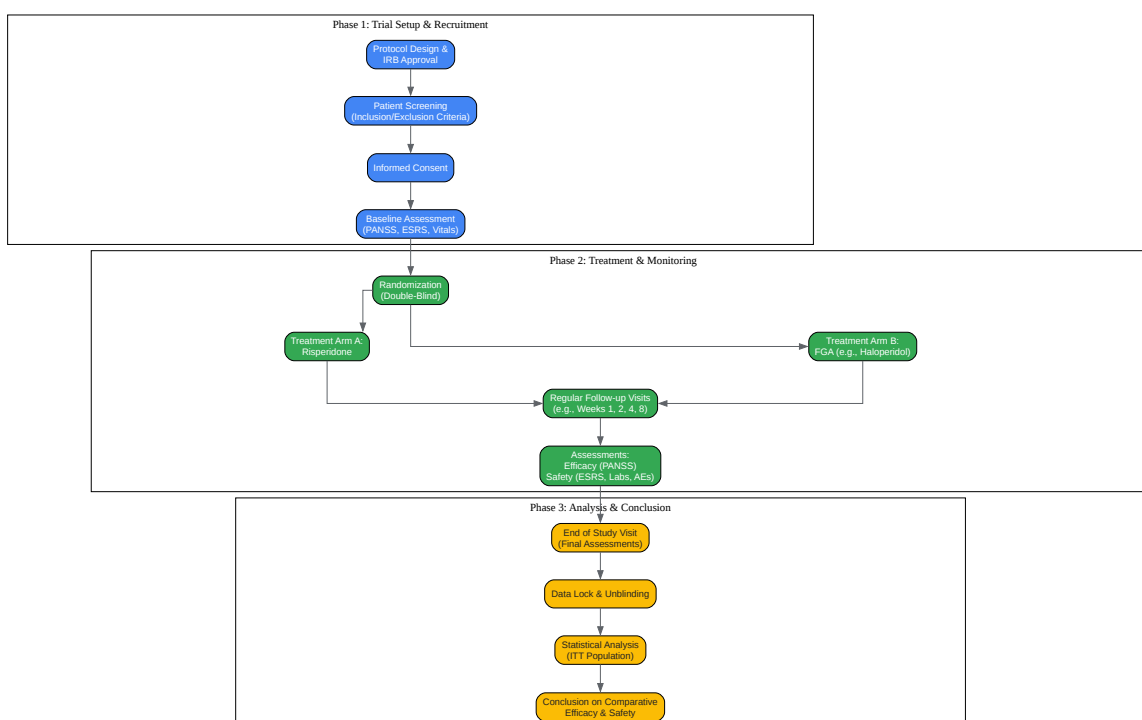 Phase 1: Trial Setup & Recruitment
Protocol Design &
IRB Approval
Patient Screening
(Inclusion/Exclusion Criteria)
Informed Consent
Baseline Assessment
(PANSS, ESRS, Vitals)
Phase 2: Treatment & Monitoring
Randomization
(Double-Blind)
Treatment Arm A:
Risperidone
Treatment Arm B:
FGA (e.g., Haloperidol)
Regular Follow-up Visits
(e.g., Weeks 1, 2, 4, 8)
Assessments:
Efficacy (PANSS)
Safety (ESRS, Labs, AEs)
Phase 3: Analysis & Conclusion
End of Study Visit
(Final Assessments)
Data Lock & Unblinding
Statistical Analysis
(ITT Population)
Conclusion on Comparative
Efficacy & Safety